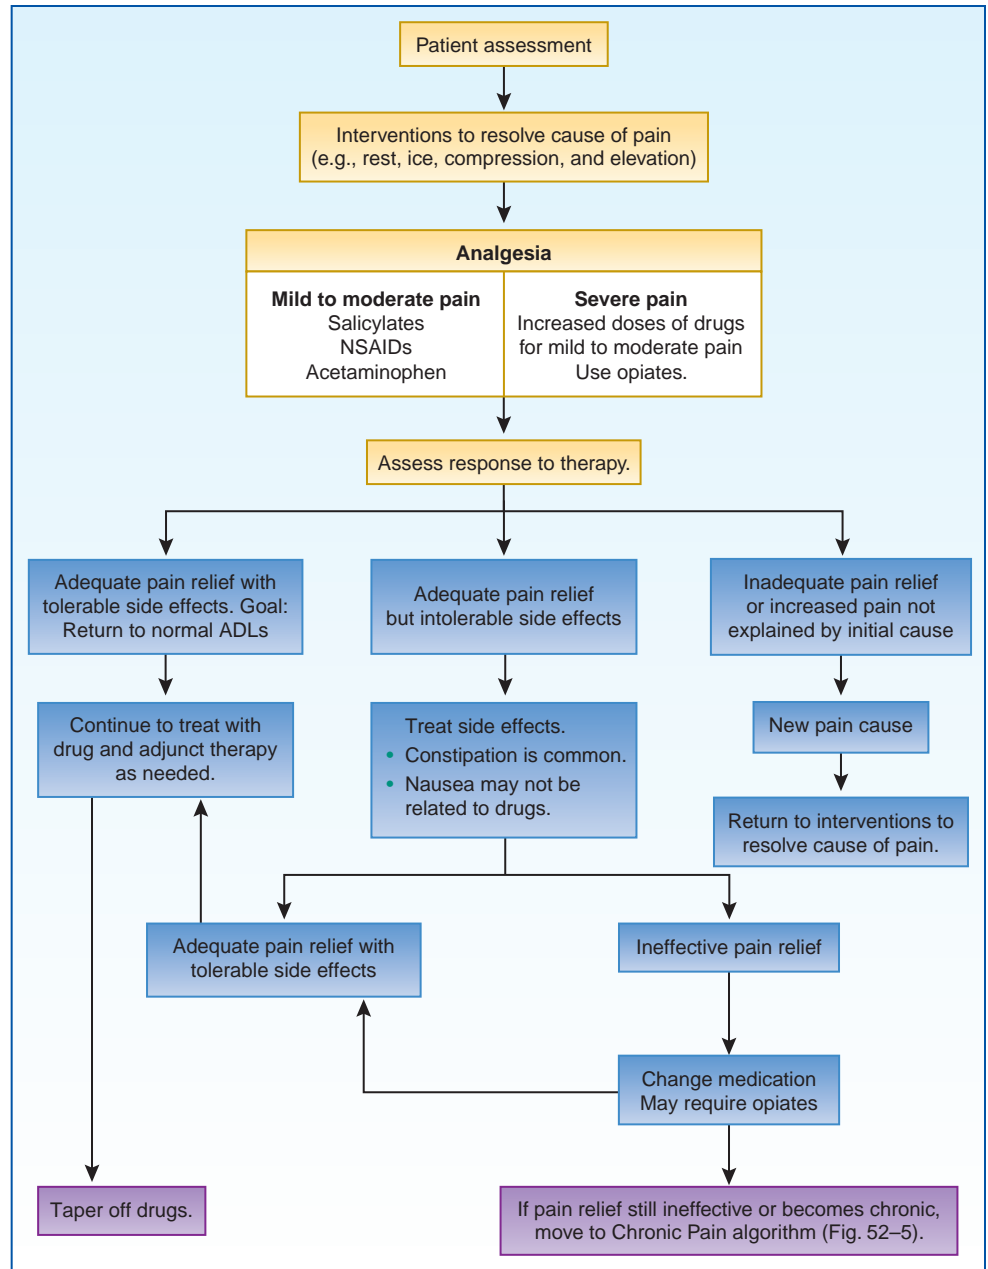 Patient assessment
Interventions to resolve cause of pain
(e.g., rest, ice, compression, and elevation)
Analgesia
Mild to moderate pain
Salicylates
NSAIDs
Acetaminophen
Severe pain
Increased doses of drugs
for mild to moderate pain
Use opiates.
Assess response to therapy.
Adequate pain relief with
tolerable side effects. Goal:
Return to normal ADLs
Adequate pain relief
but intolerable side effects
Inadequate pain relief
or increased pain not
explained by initial cause
Continue to treat with
drug and adjunct therapy
as needed.
Treat side effects.
• Constipation is common.
• Nausea may not be
related to drugs.
New pain cause
Return to interventions to
resolve cause of pain.
Adequate pain relief with
tolerable side effects
Ineffective pain relief
Change medication
May require opiates
Taper off drugs.
If pain relief still ineffective or becomes chronic,
move to Chronic Pain algorithm (Fig. 52–5).